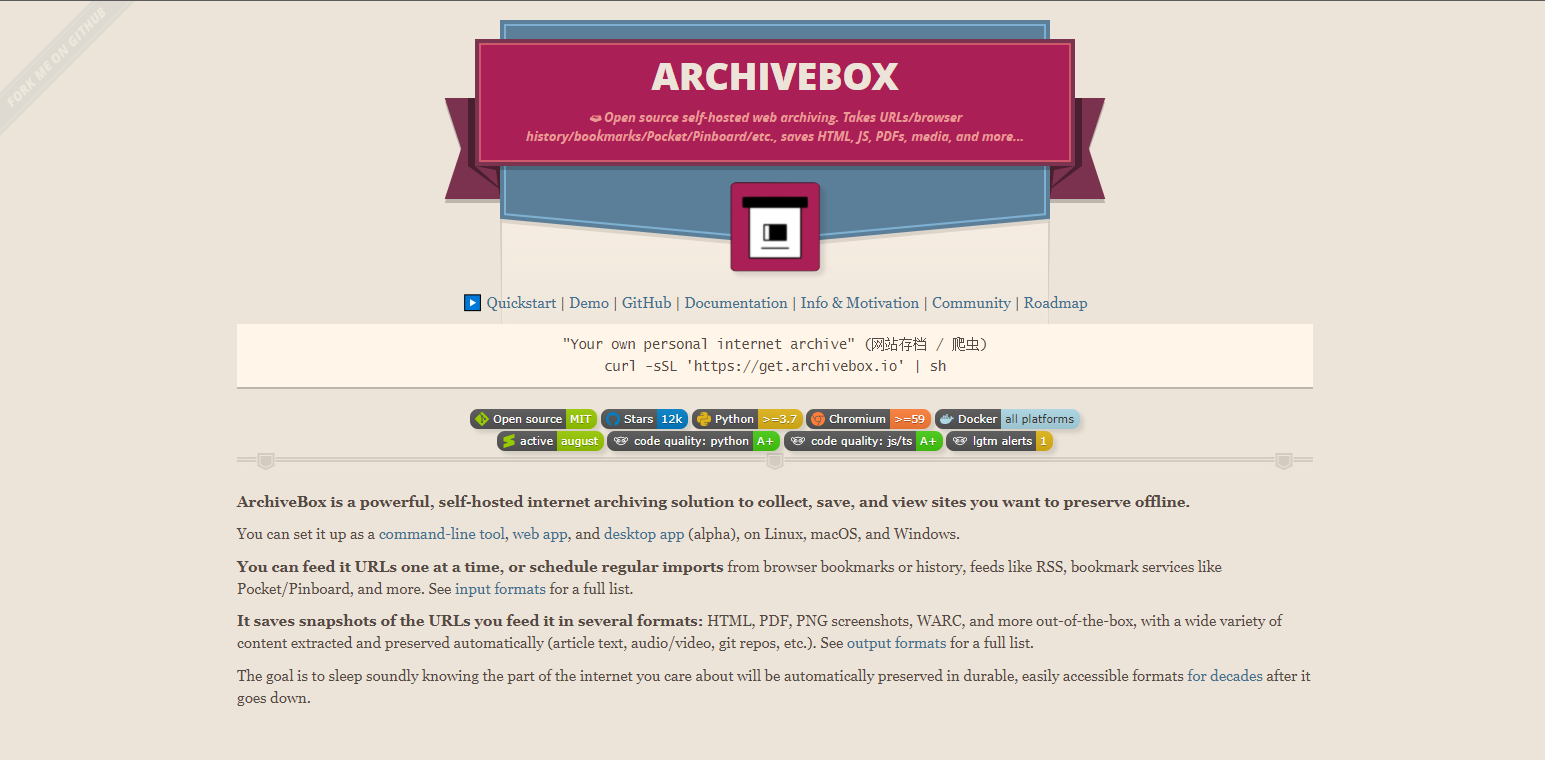 FORK ME ON GITHUB
ARCHIVEBOX
Open source self-hosted web archiving. Takes URLs/browser
history/bookmarks/Pocket/Pinboard/etc., saves HTML, JS, PDFs, media, and more...
▶️ Quickstart | Demo | GitHub | Documentation | Info & Motivation | Community | Roadmap
"Your own personal internet archive" (网站存档 / 爬虫)
curl -sSL 'https://get.archivebox.io' | sh
Open source MIT Stars 12k Python >=3.7 Chromium >=59 Docker all platforms
active august code quality: python A+ code quality: js/ts A+ lgtm alerts 1
ArchiveBox is a powerful, self-hosted internet archiving solution to collect, save, and view sites you want to preserve offline.
You can set it up as a command-line tool, web app, and desktop app (alpha), on Linux, macOS, and Windows.
You can feed it URLs one at a time, or schedule regular imports from browser bookmarks or history, feeds like RSS, bookmark services like
Pocket/Pinboard, and more. See input formats for a full list.
It saves snapshots of the URLs you feed it in several formats: HTML, PDF, PNG screenshots, WARC, and more out-of-the-box, with a wide variety of
content extracted and preserved automatically (article text, audio/video, git repos, etc.). See output formats for a full list.
The goal is to sleep soundly knowing the part of the internet you care about will be automatically preserved in durable, easily accessible formats for decades after it
goes down.